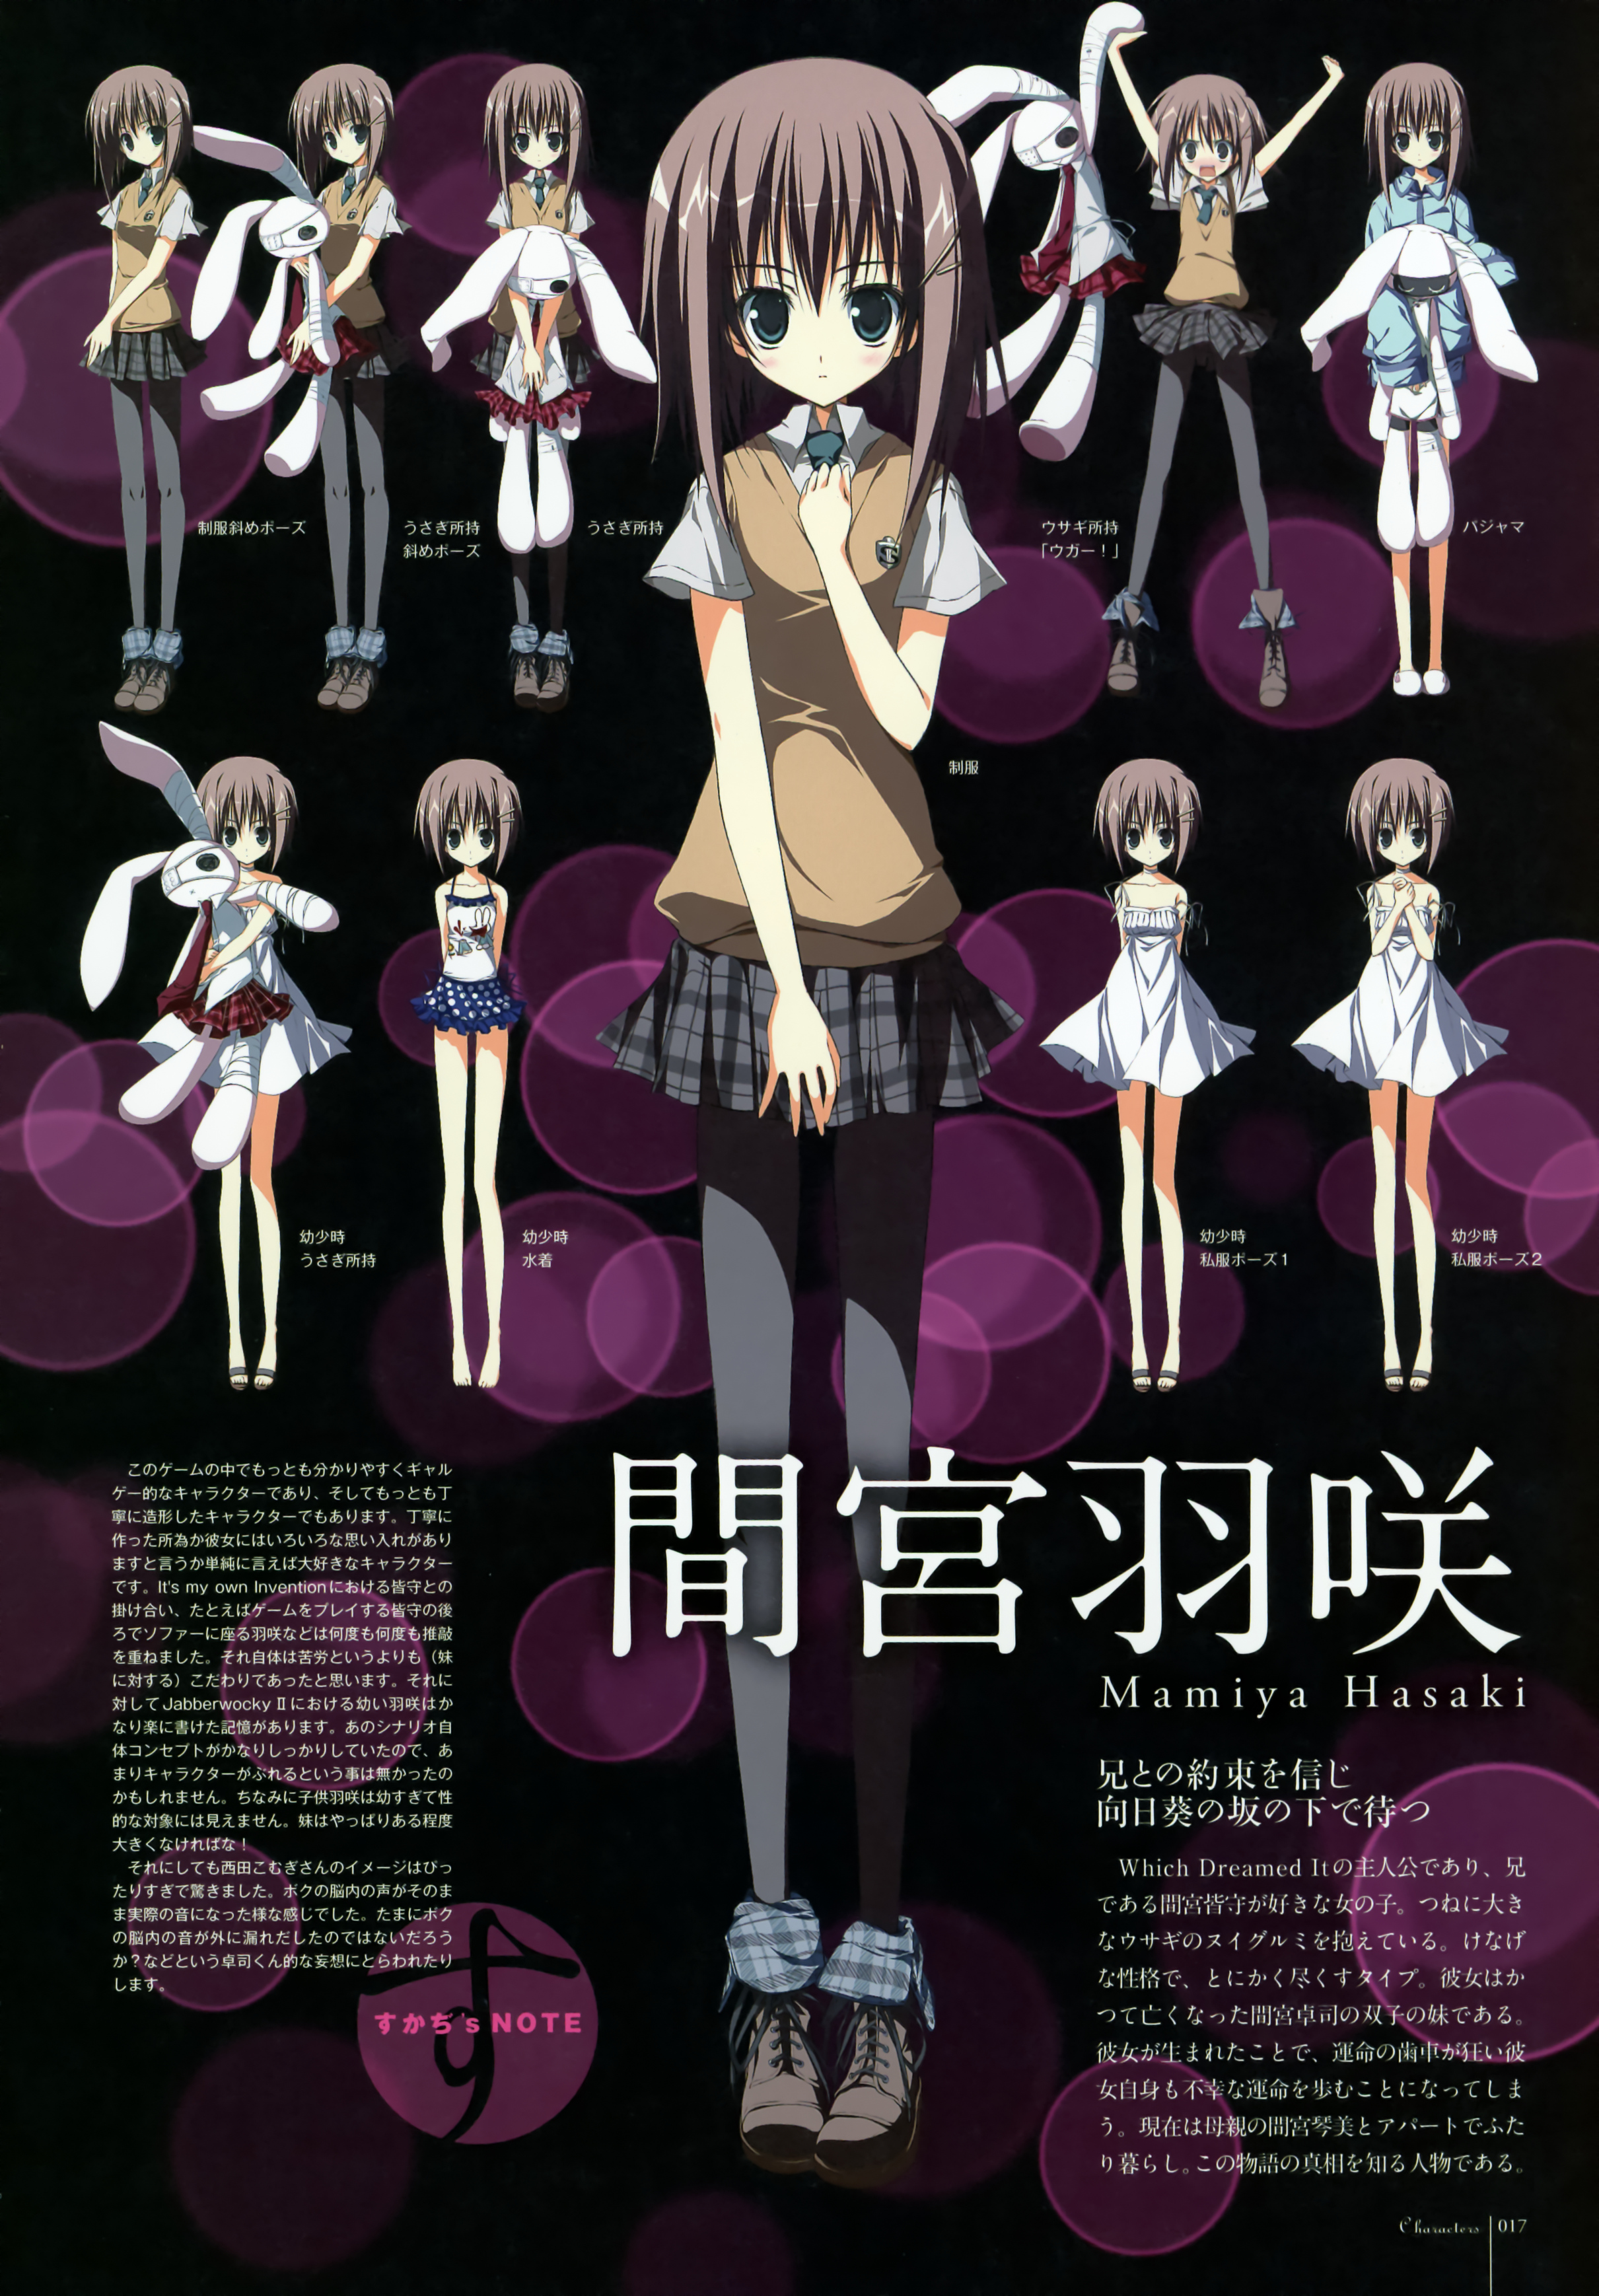 制服斜めポーズ
うさぎ所持
斜めポーズ
うさぎ所持
ウサギ所持
「ウガー！」
パジャマ
制服
幼少時
うさぎ所持
幼少時
水着
幼少時
私服ポーズ1
幼少時
私服ポーズ2
間宮羽咲
Mamiya Hasaki
兄との約束を信じ
向日葵の坂の下で待つ
Which Dreamed Itの主人公であり、兄
である間宮皆守が好きな女の子。つねに大き
なウサギのヌイグルミを抱えている。けなげ
な性格で、とにかく尽くすタイプ。彼女はか
つて亡くなった間宮卓司の双子の妹である。
彼女が生まれたことで、運命の歯車が狂い彼
女自身も不幸な運命を歩むことになってしま
う。現在は母親の間宮琴美とアパートでふた
り暮らし。この物語の真相を知る人物である。
このゲームの中でもっとも分かりやすくギャル
ゲー的なキャラクターであり、そしてもっとも丁
寧に造形したキャラクターでもあります。丁寧に
作った所為か彼女にはいろいろな思い入れがあり
ますと言うか単純に言えば大好きなキャラクター
です。It's my own Inventionにおける皆守との
掛け合い、たとえばゲームをプレイする皆守の後
ろでソファーに座る羽咲などは何度も何度も推敲
を重ねました。それ自体は苦労というよりも（妹
に対する）こだわりであったと思います。それに
対してJabberwockyⅡにおける幼い羽咲はか
なり楽に書けた記憶があります。あのシナリオ自
体コンセプトがかなりしっかりしていたので、あ
まりキャラクターがぶれるという事は無かったの
かもしれません。ちなみに子供羽咲は幼すぎて性
的な対象には見えません。妹はやっぱりある程度
大きくなければな！
それにしても西田こむぎさんのイメージはぴっ
たりすぎて驚きました。ボクの脳内の声がそのま
ま実際の音になった様な感じでした。たまにボク
の脳内の音が外に漏れだしたのではないだろう
か？などという卓司くん的な妄想にとらわれたり
します。
す
すかぢ's NOTE
Characters 017